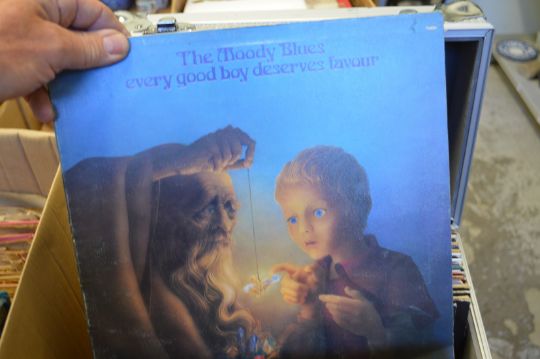 The Moody Blues
every good boy deserves favour